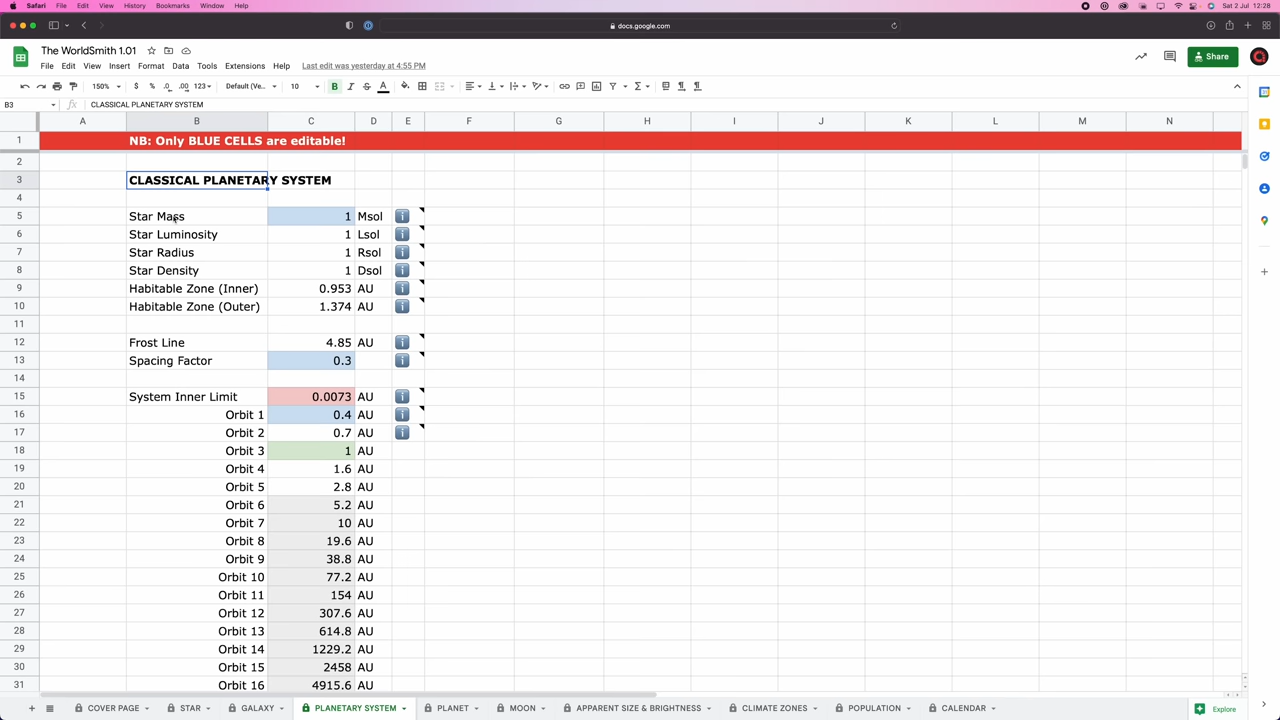 Safari File Edit View History Bookmarks Window Help Sat 2 Jul 12:28
docs.google.com
The WorldSmith 1.01
File Edit View Insert Format Data Tools Extensions Help Last edit was yesterday at 4:55 PM
Share
150% $ % .0 .00 123 Default (Ve... 10 B I S A
B3 fx CLASSICAL PLANETARY SYSTEM
A B C D E F G H I J K L M N
1 NB: Only BLUE CELLS are editable!
2
3 CLASSICAL PLANETARY SYSTEM
4
5 Star Mass 1 Msol
6 Star Luminosity 1 Lsol
7 Star Radius 1 Rsol
8 Star Density 1 Dsol
9 Habitable Zone (Inner) 0.953 AU
10 Habitable Zone (Outer) 1.374 AU
11
12 Frost Line 4.85 AU
13 Spacing Factor 0.3
14
15 System Inner Limit 0.0073 AU
16 Orbit 1 0.4 AU
17 Orbit 2 0.7 AU
18 Orbit 3 1 AU
19 Orbit 4 1.6 AU
20 Orbit 5 2.8 AU
21 Orbit 6 5.2 AU
22 Orbit 7 10 AU
23 Orbit 8 19.6 AU
24 Orbit 9 38.8 AU
25 Orbit 10 77.2 AU
26 Orbit 11 154 AU
27 Orbit 12 307.6 AU
28 Orbit 13 614.8 AU
29 Orbit 14 1229.2 AU
30 Orbit 15 2458 AU
31 Orbit 16 4915.6 AU
COVER PAGE STAR GALAXY PLANETARY SYSTEM PLANET MOON APPARENT SIZE & BRIGHTNESS CLIMATE ZONES POPULATION CALENDAR Explore